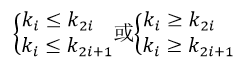 {k_i ≤ k_{2i} 或 {k_i ≥ k_{2i}
{k_i ≤ k_{2i+1} {k_i ≥ k_{2i+1}